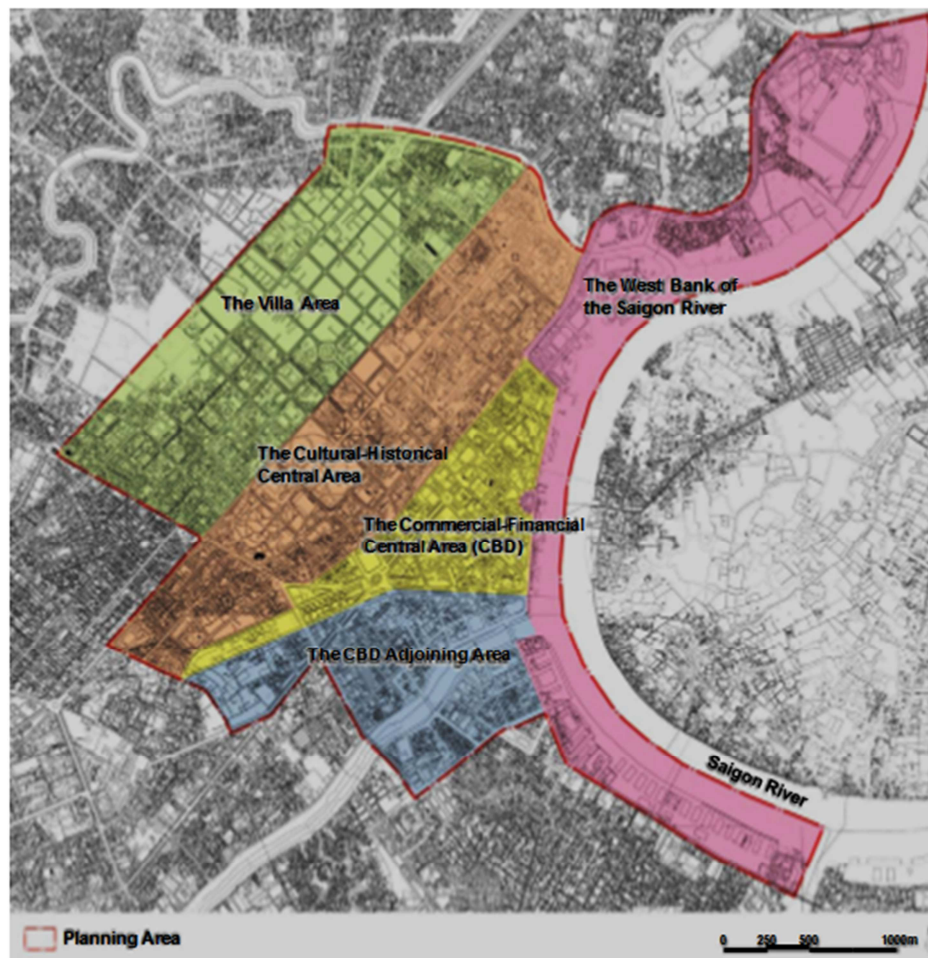 The Villa Area
The West Bank of
the Saigon River
The Cultural-Historical
Central Area
The Commercial-Financial
Central Area (CBD)
The CBD Adjoining Area
Saigon River
Planning Area
0 250 500 1000m